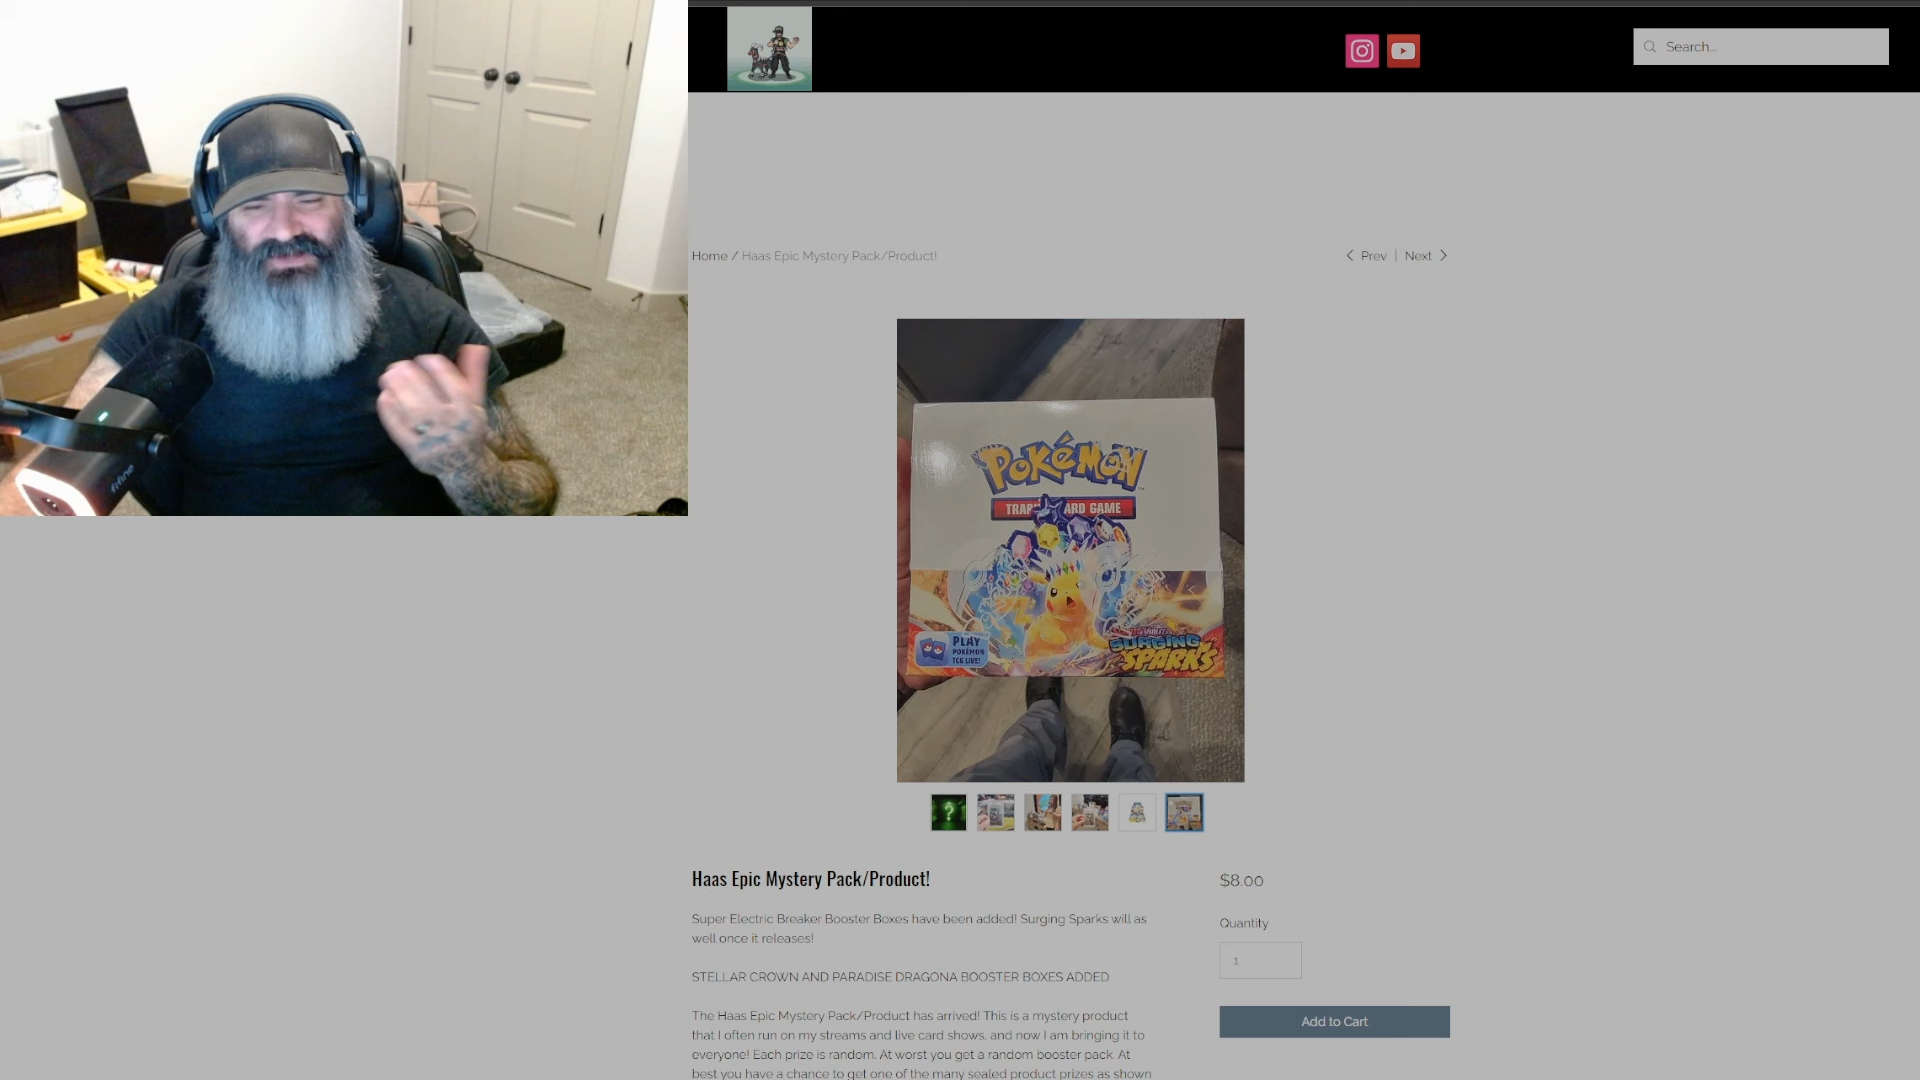 Search...
Home / Haas Epic Mystery Pack/Product!
Prev | Next
POKéMON
TRAD CARD GAME
PLAY
POKÉMON
TCG LIVE!
SURGING
SPARKS
fifine
Haas Epic Mystery Pack/Product!
$8.00
Super Electric Breaker Booster Boxes have been added! Surging Sparks will as
well once it releases!
Quantity
1
STELLAR CROWN AND PARADISE DRAGONA BOOSTER BOXES ADDED
Add to Cart
The Haas Epic Mystery Pack/Product has arrived! This is a mystery product
that I often run on my streams and live card shows, and now I am bringing it to
everyone! Each prize is random. At worst you get a random booster pack. At
best you have a chance to get one of the many sealed product prizes as shown